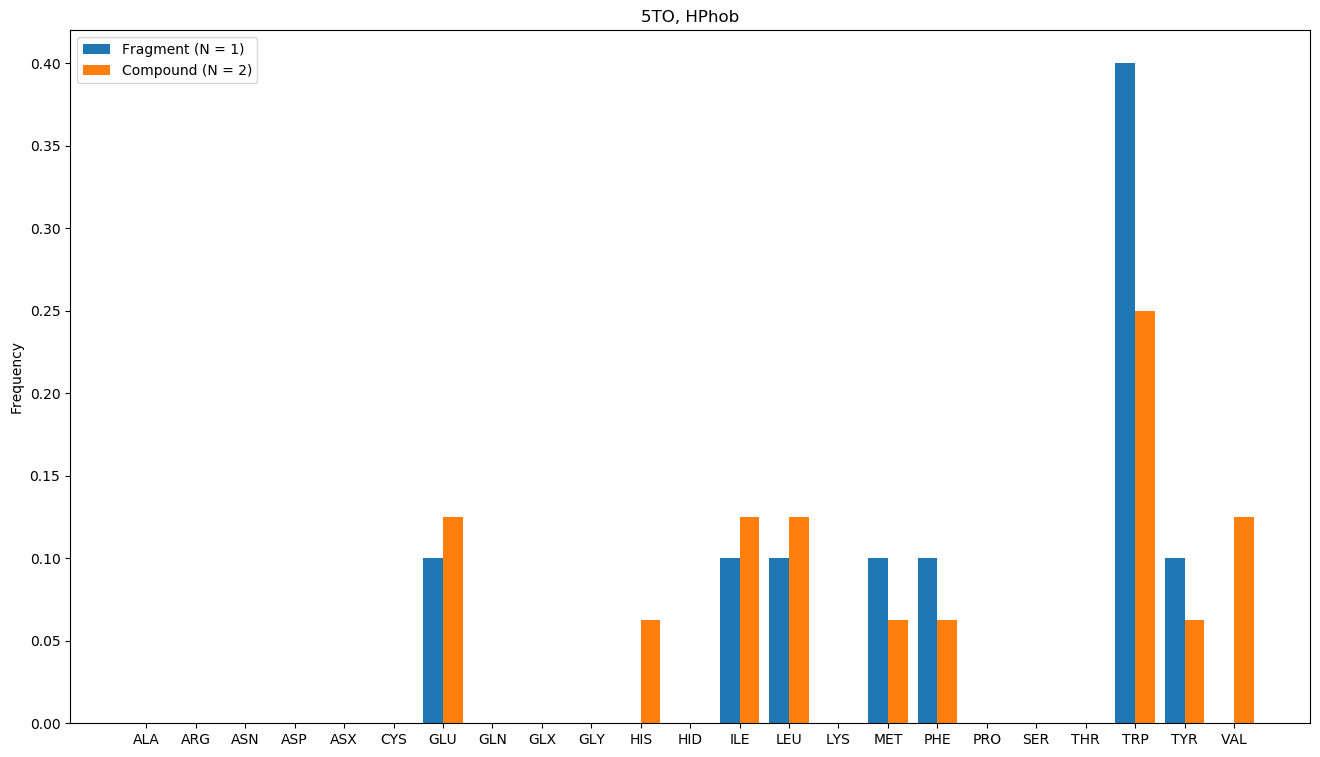 5TO, HPhob
Fragment (N = 1)
Compound (N = 2)
Frequency
0.40
0.35
0.30
0.25
0.20
0.15
0.10
0.05
0.00
ALA ARG ASN ASP ASX CYS GLU GLN GLX GLY HIS HID ILE LEU LYS MET PHE PRO SER THR TRP TYR VAL